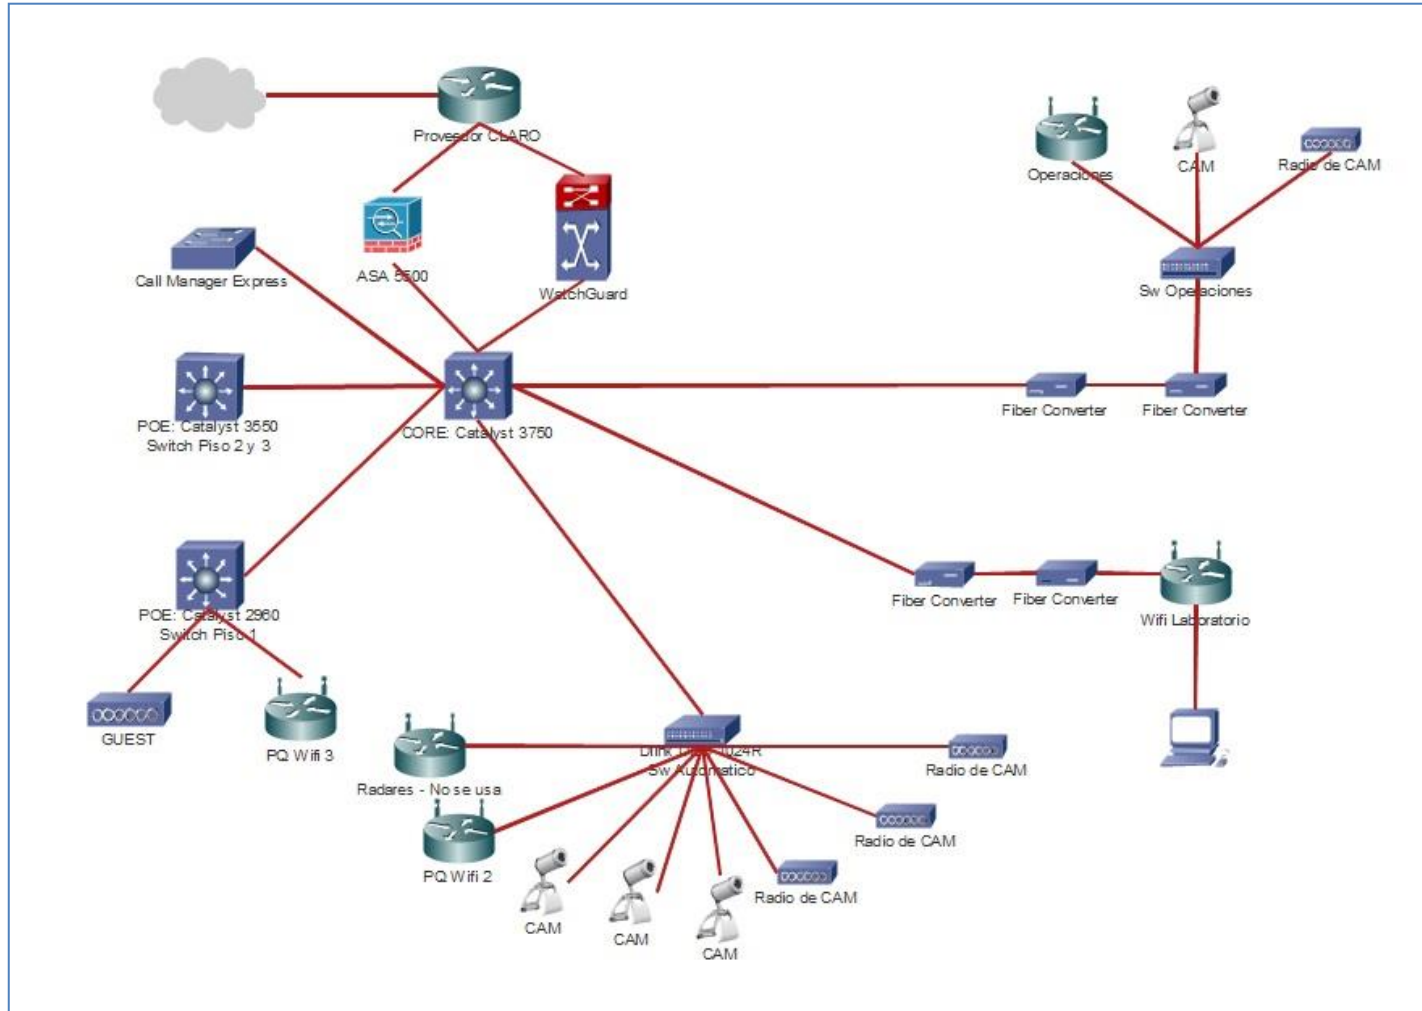 Proveedor CLARO
Operaciones
CAM
Radio de CAM
Call Manager Express
ASA 5500
WatchGuard
Sw Operaciones
POE: Catalyst 3550
Switch Piso 2 y 3
CORE: Catalyst 3750
Fiber Converter
Fiber Converter
POE: Catalyst 2960
Switch Piso 1
Fiber Converter
Fiber Converter
Wifi Laboratorio
GUEST
PQ Wifi 3
Sw Automatico
Radares - No se usa
Radio de CAM
Radio de CAM
PQ Wifi 2
Radio de CAM
CAM
CAM
CAM